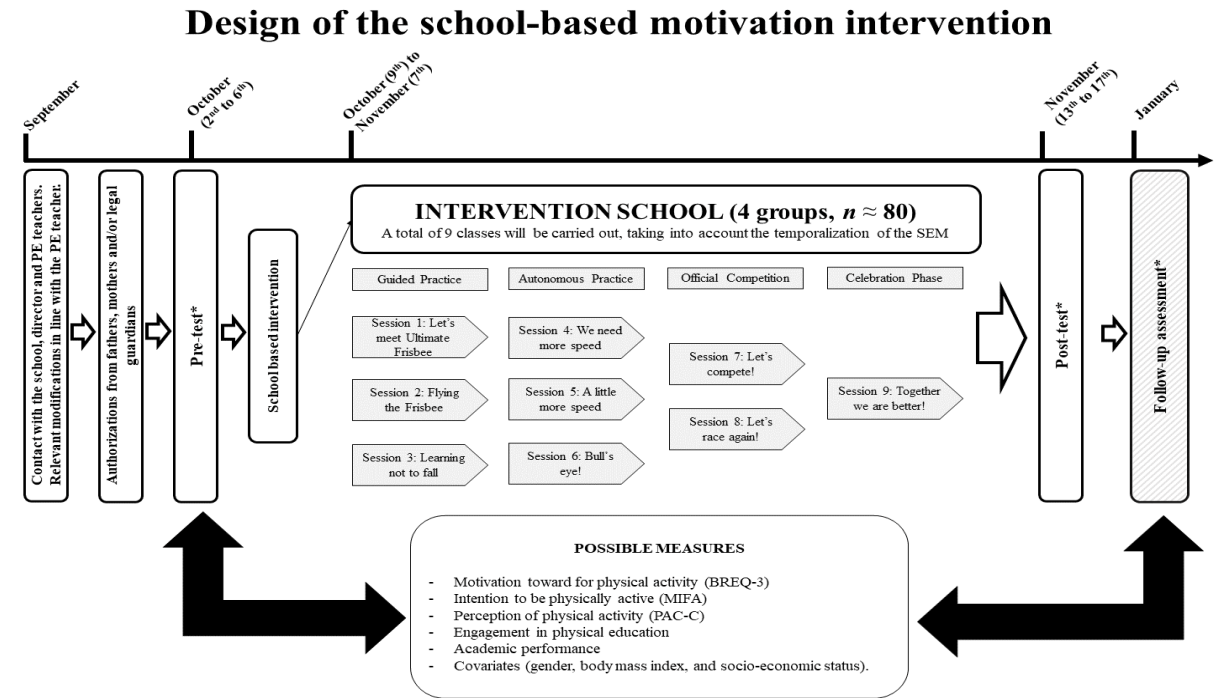 Design of the school-based motivation intervention
September
October
(2nd to 6th)
October (9th) to
November (7th)
November
(13th to 17th)
January
Contact with the school, director and PE teachers.
Relevant modifications in line with the PE teacher.
Authorizations from fathers, mothers and/or legal
guardians
Pre-test*
School based intervention
INTERVENTION SCHOOL (4 groups, n ≈ 80)
A total of 9 classes will be carried out, taking into account the temporalization of the SEM
Guided Practice
Session 1: Let's
meet Ultimate
Frisbee
Session 2: Flying
the Frisbee
Session 3: Learning
not to fall
Autonomous Practice
Session 4: We need
more speed
Session 5: A little
more speed
Session 6: Bull's
eye!
Official Competition
Session 7: Let's
compete!
Session 8: Let's
race again!
Celebration Phase
Session 9: Together
we are better!
Post-test*
Follow-up assessment*
POSSIBLE MEASURES
- Motivation toward for physical activity (BREQ-3)
- Intention to be physically active (MIFA)
- Perception of physical activity (PAC-C)
- Engagement in physical education
- Academic performance
- Covariates (gender, body mass index, and socio-economic status).